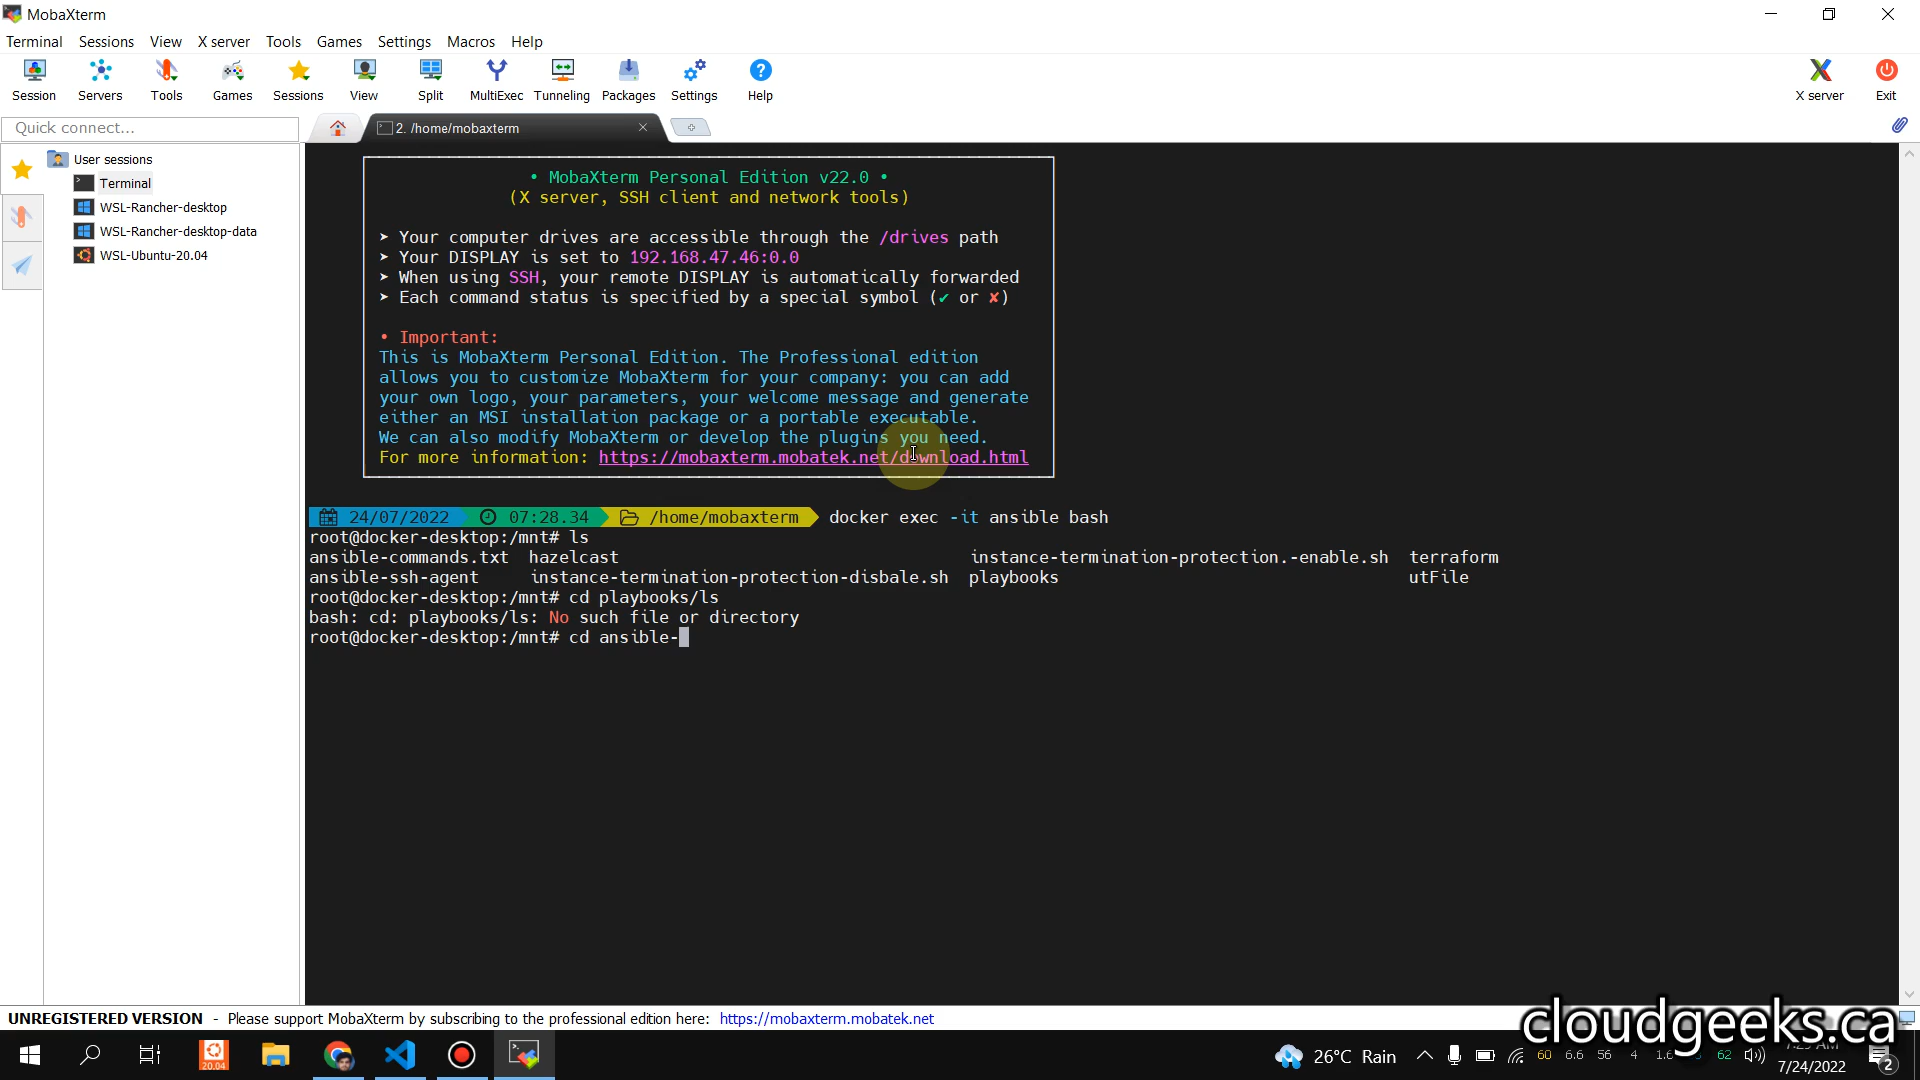 MobaXterm
Terminal Sessions View X server Tools Games Settings Macros Help
Session Servers Tools Games Sessions View Split MultiExec Tunneling Packages Settings Help X server Exit
Quick connect...
2. /home/mobaxterm
User sessions
Terminal
WSL-Rancher-desktop
WSL-Rancher-desktop-data
WSL-Ubuntu-20.04
• MobaXterm Personal Edition v22.0 •
(X server, SSH client and network tools)
➤ Your computer drives are accessible through the /drives path
➤ Your DISPLAY is set to 192.168.47.46:0.0
➤ When using SSH, your remote DISPLAY is automatically forwarded
➤ Each command status is specified by a special symbol (✔ or ✘)
• Important:
This is MobaXterm Personal Edition. The Professional edition
allows you to customize MobaXterm for your company: you can add
your own logo, your parameters, your welcome message and generate
either an MSI installation package or a portable executable.
We can also modify MobaXterm or develop the plugins you need.
For more information: https://mobaxterm.mobatek.net/download.html
24/07/2022 07:28.34 /home/mobaxterm docker exec -it ansible bash
root@docker-desktop:/mnt# ls
ansible-commands.txt hazelcast instance-termination-protection.-enable.sh terraform
ansible-ssh-agent instance-termination-protection-disbale.sh playbooks utFile
root@docker-desktop:/mnt# cd playbooks/ls
bash: cd: playbooks/ls: No such file or directory
root@docker-desktop:/mnt# cd ansible-
UNREGISTERED VERSION - Please support MobaXterm by subscribing to the professional edition here: https://mobaxterm.mobatek.net
cloudgeeks.ca
20.04
26°C Rain 60 6.6 56 4 62
7/24/2022 2